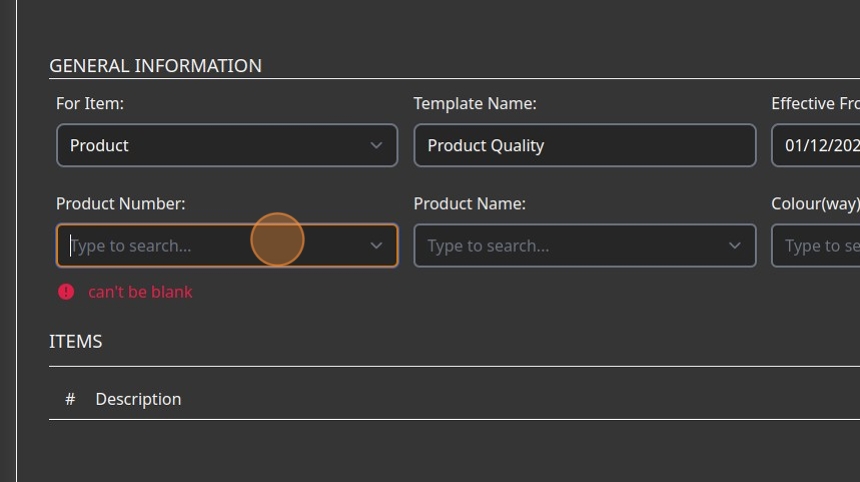 GENERAL INFORMATION
For Item: Template Name: Effective Fro
Product Product Quality 01/12/202
Product Number: Product Name: Colour(way)
Type to search... Type to search... Type to se
can't be blank
ITEMS
# Description